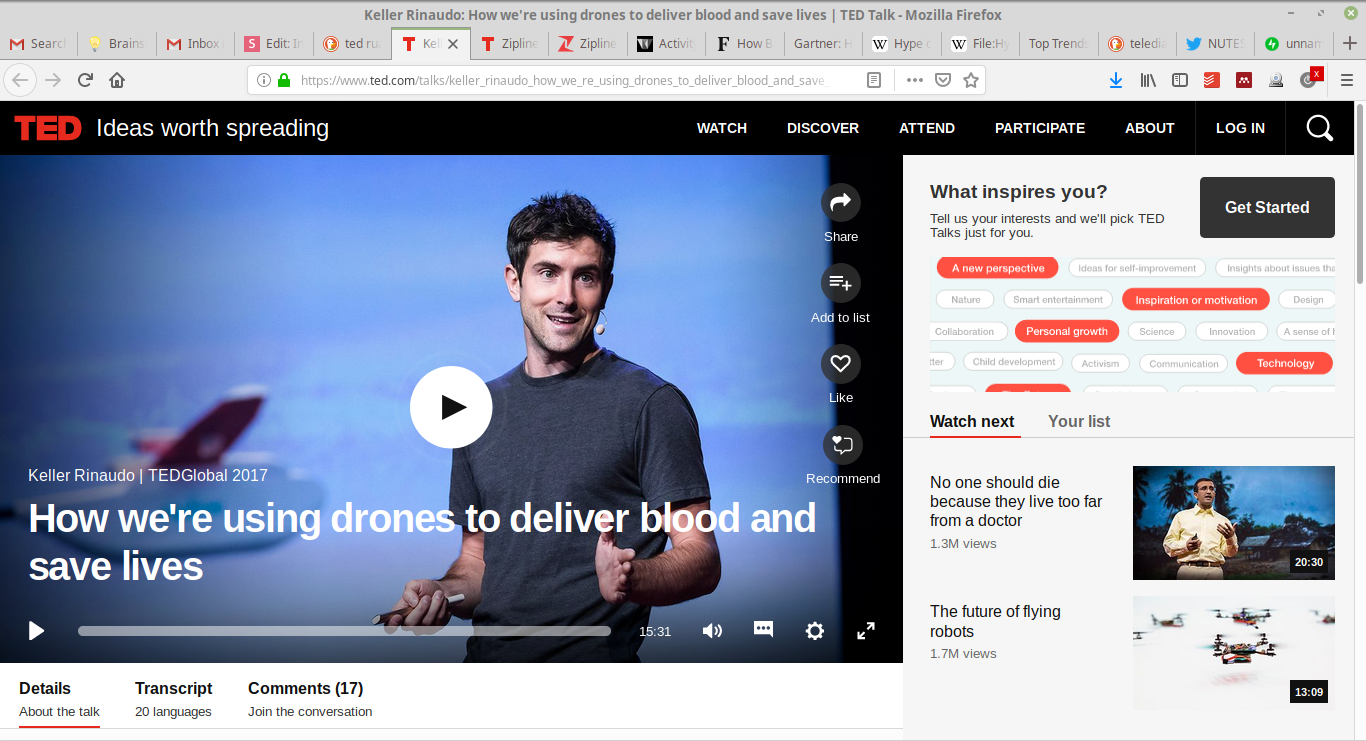 Keller Rinaudo: How we're using drones to deliver blood and save lives | TED Talk - Mozilla Firefox
Searc
Brains
Inbox
Edit: In
ted ru
Kel
Zipline
Zipline
Activity
How B
Gartner: H
Hype c
File:Hy
Top Trends
teledia
NUTES
unnam
https://www.ted.com/talks/keller_rinaudo_how_we_re_using_drones_to_deliver_blood_and_save_
x
TED Ideas worth spreading
WATCH
DISCOVER
ATTEND
PARTICIPATE
ABOUT
LOG IN
Share
Add to list
Like
Recommend
Keller Rinaudo | TEDGlobal 2017
How we're using drones to deliver blood and
save lives
15:31
Details
About the talk
Transcript
20 languages
Comments (17)
Join the conversation
What inspires you?
Tell us your interests and we'll pick TED
Talks just for you.
Get Started
A new perspective
Ideas for self-improvement
Insights about issues tha
Nature
Smart entertainment
Inspiration or motivation
Design
Collaboration
Personal growth
Science
Innovation
A sense of h
tter
Child development
Activism
Communication
Technology
Watch next
Your list
No one should die
because they live too far
from a doctor
1.3M views
20:30
The future of flying
robots
1.7M views
13:09